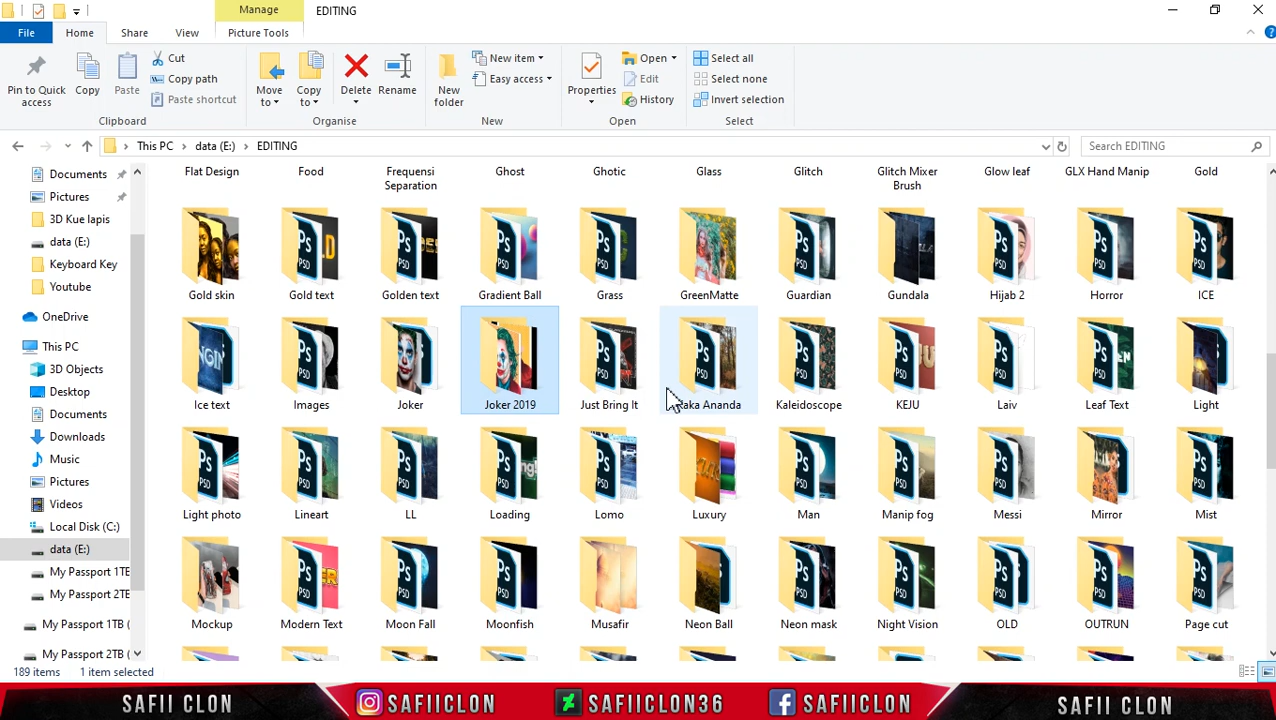 Manage
EDITING
File
Home
Share
View
Picture Tools
Pin to Quick access
Copy
Paste
Cut
Copy path
Paste shortcut
Clipboard
Move to
Copy to
Delete
Rename
Organise
New folder
New item
Easy access
New
Properties
Open
Edit
History
Open
Select all
Select none
Invert selection
Select
This PC
data (E:)
EDITING
Search EDITING
Documents
Pictures
3D Kue lapis
data (E:)
Keyboard Key
Youtube
OneDrive
This PC
3D Objects
Desktop
Documents
Downloads
Music
Pictures
Videos
Local Disk (C:)
data (E:)
My Passport 1TB
My Passport 2TB
My Passport 1TB (
My Passport 2TB (
Flat Design
Food
Frequensi Separation
Ghost
Ghotic
Glass
Glitch
Glitch Mixer Brush
Glow leaf
GLX Hand Manip
Gold
Gold skin
Gold text
Golden text
Gradient Ball
Grass
GreenMatte
Guardian
Gundala
Hijab 2
Horror
ICE
Ice text
Images
Joker
Joker 2019
Just Bring It
aka Ananda
Kaleidoscope
KEJU
Laiv
Leaf Text
Light
Light photo
Lineart
LL
Loading
Lomo
Luxury
Man
Manip fog
Messi
Mirror
Mist
Mockup
Modern Text
Moon Fall
Moonfish
Musafir
Neon Ball
Neon mask
Night Vision
OLD
OUTRUN
Page cut
189 items
1 item selected
SAFII CLON
SAFIICLON
SAFIICLON36
SAFIICLON
SAFII CLON